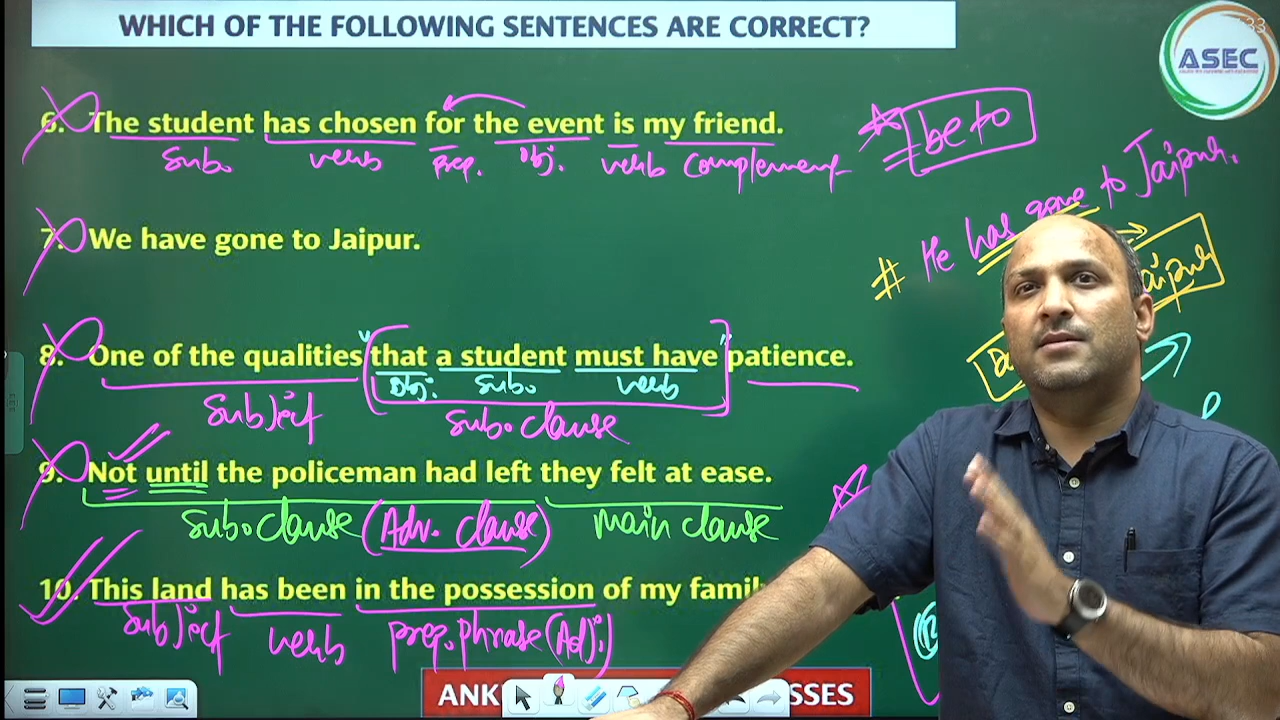 WHICH OF THE FOLLOWING SENTENCES ARE CORRECT?
ASEC
6. The student has chosen for the event is my friend.
Sub. verb Prep. Obj. verb Complement
be to
# He has gone to Jaipur.
7. We have gone to Jaipur.
8. One of the qualities that a student must have patience.
Obj. Sub. verb
Subject Sub. clause
9. Not until the policeman had left they felt at ease.
Sub. clause (Adv. clause) main clause
10. This land has been in the possession of my family
Subject verb prep. phrase (Adj.)